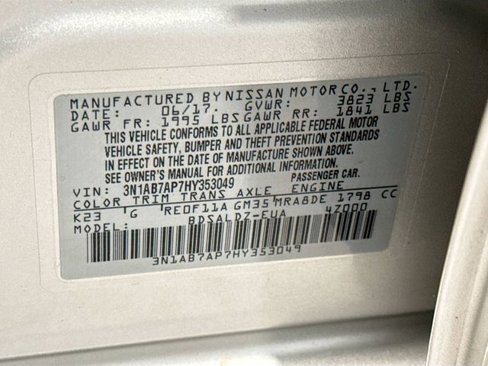 MANUFACTURED BY NISSAN MOTOR CO., LTD.
DATE: 06/17. GVWR: 3823 LBS
GAWR FR: 1995 LBS GAWR RR: 1841 LBS
THIS VEHICLE CONFORMS TO ALL APPLICABLE FEDERAL MOTOR
VEHICLE SAFETY, BUMPER AND THEFT PREVENTION STANDARDS
IN EFFECT ON THE DATE OF MANUFACTURE SHOWN ABOVE.
SEE OWNER'S MANUAL FOR ADDITIONAL INFORMATION.
VIN: 3N1AB7AP7HY353049 PASSENGER CAR.
COLOR TRIM TRANS AXLE ENGINE
K23 G RE0F11A GM35 MRA8DE 1798 CC
MODEL: BDSALDZ-EUA 4Z000
3N1AB7AP7HY353049